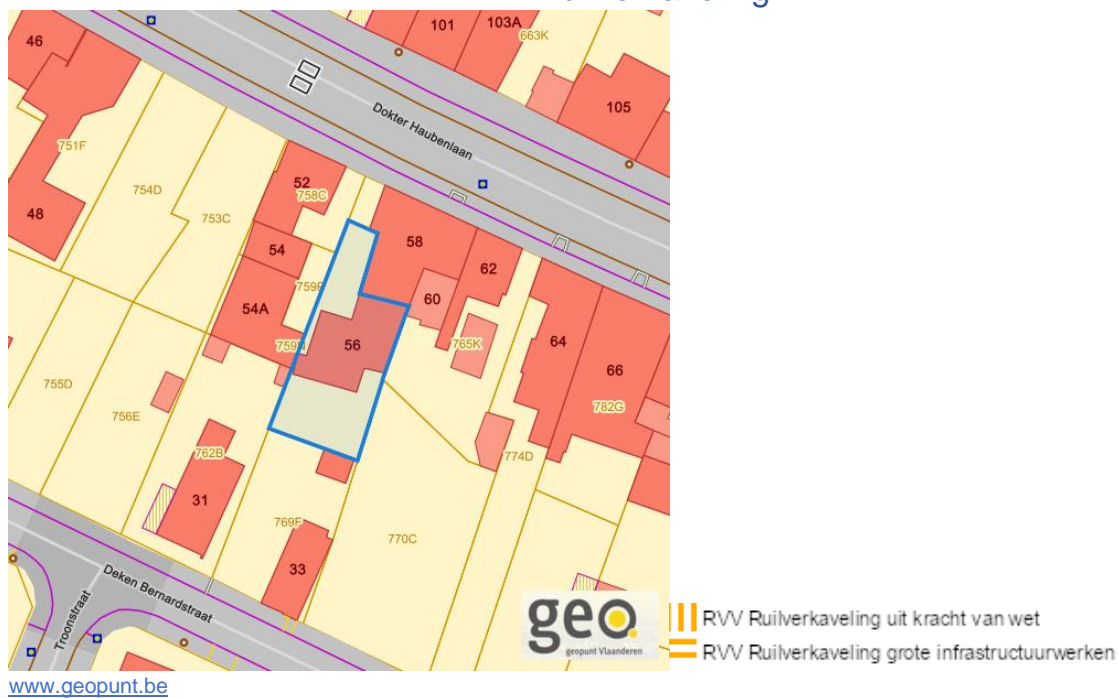 46
101
103A
663K
105
Dokter Haubenlaan
751F
754D
52
758C
48
753C
54
58
62
759P
60
54A
759N
56
765K
64
66
755D
756E
782G
762B
774D
31
769F
770C
33
Deken Bernardstraat
Troonstraat
geo.
geopunt Vlaanderen
RVV Ruilverkaveling uit kracht van wet
RVV Ruilverkaveling grote infrastructuurwerken
www.geopunt.be